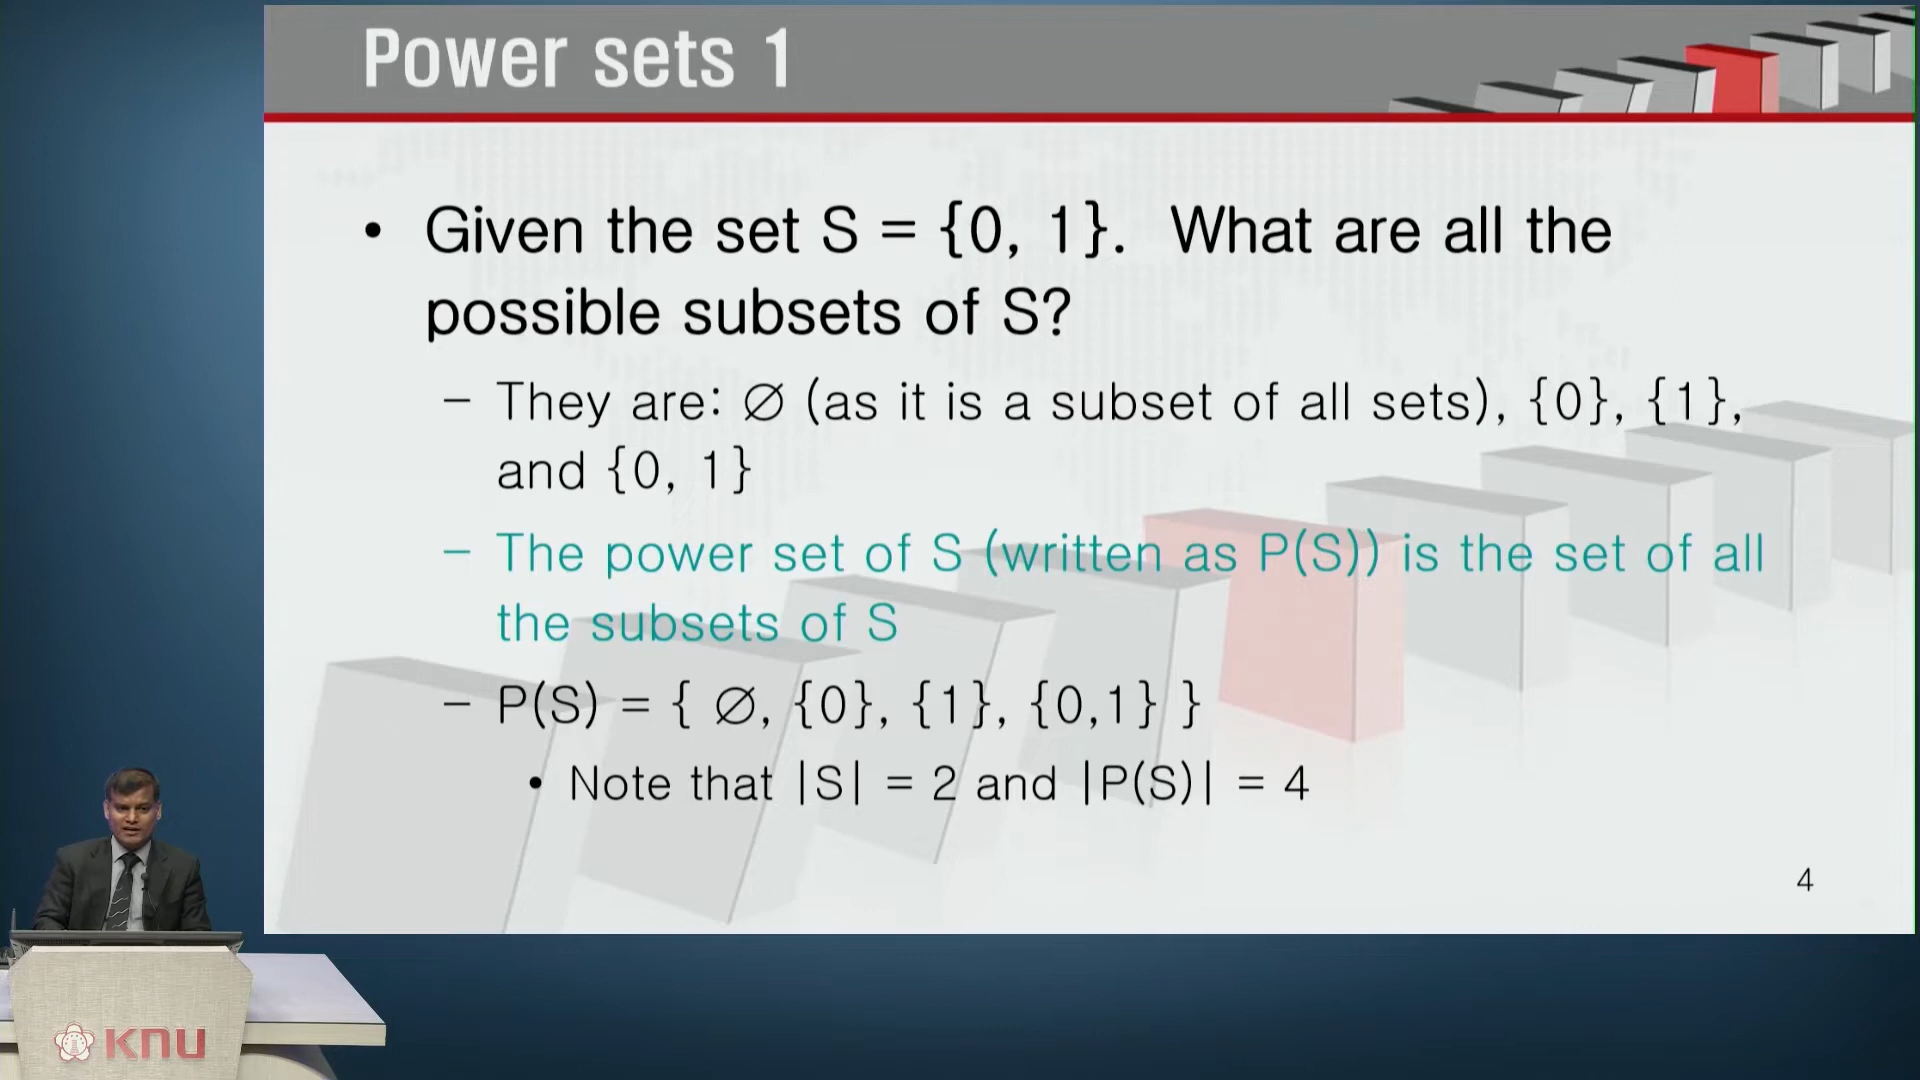 Power sets 1
• Given the set S = {0, 1}. What are all the
possible subsets of S?
– They are: ∅ (as it is a subset of all sets), {0}, {1},
and {0, 1}
– The power set of S (written as P(S)) is the set of all
the subsets of S
– P(S) = { ∅, {0}, {1}, {0,1} }
• Note that |S| = 2 and |P(S)| = 4
4
KNU